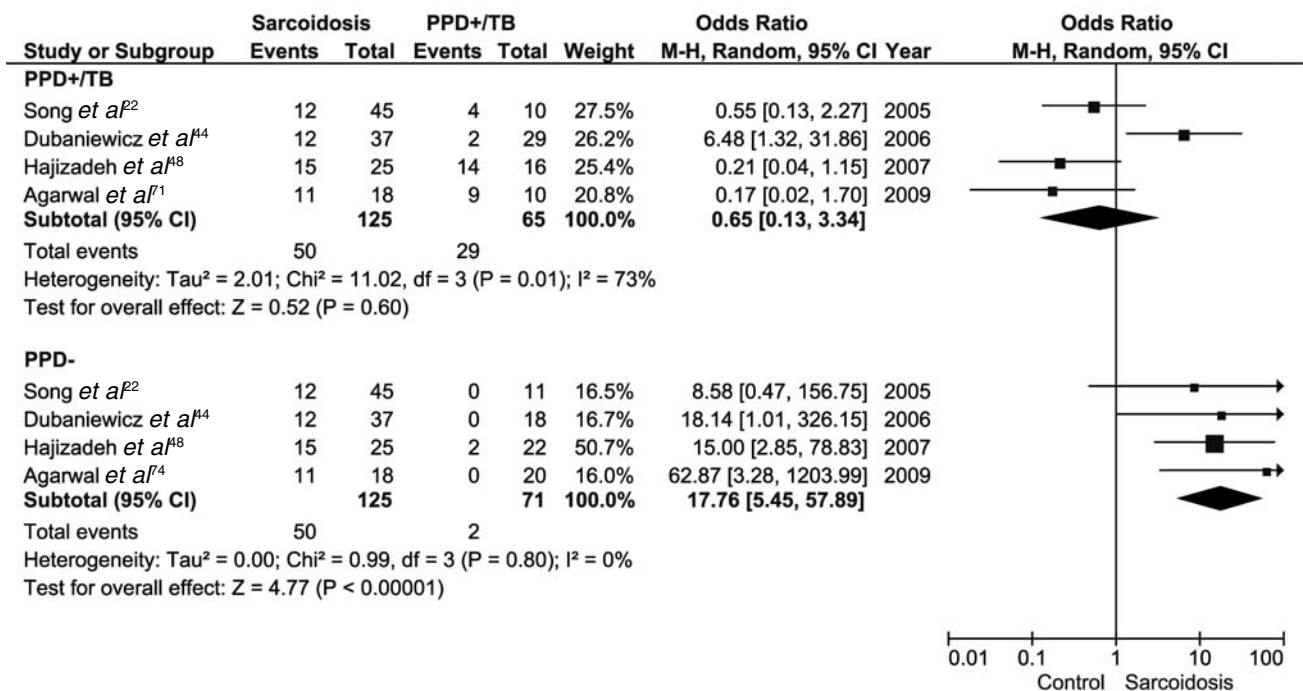 Sarcoidosis PPD+/TB Odds Ratio Odds Ratio
Study or Subgroup Events Total Events Total Weight M-H, Random, 95% CI Year M-H, Random, 95% CI
PPD+/TB
Song et al²² 12 45 4 10 27.5% 0.55 [0.13, 2.27] 2005
Dubaniewicz et al⁴⁴ 12 37 2 29 26.2% 6.48 [1.32, 31.86] 2006
Hajizadeh et al⁴⁸ 15 25 14 16 25.4% 0.21 [0.04, 1.15] 2007
Agarwal et al⁷¹ 11 18 9 10 20.8% 0.17 [0.02, 1.70] 2009
Subtotal (95% CI) 125 65 100.0% 0.65 [0.13, 3.34]
Total events 50 29
Heterogeneity: Tau² = 2.01; Chi² = 11.02, df = 3 (P = 0.01); I² = 73%
Test for overall effect: Z = 0.52 (P = 0.60)
PPD-
Song et al²² 12 45 0 11 16.5% 8.58 [0.47, 156.75] 2005
Dubaniewicz et al⁴⁴ 12 37 0 18 16.7% 18.14 [1.01, 326.15] 2006
Hajizadeh et al⁴⁸ 15 25 2 22 50.7% 15.00 [2.85, 78.83] 2007
Agarwal et al⁷⁴ 11 18 0 20 16.0% 62.87 [3.28, 1203.99] 2009
Subtotal (95% CI) 125 71 100.0% 17.76 [5.45, 57.89]
Total events 50 2
Heterogeneity: Tau² = 0.00; Chi² = 0.99, df = 3 (P = 0.80); I² = 0%
Test for overall effect: Z = 4.77 (P < 0.00001)
0.01 0.1 1 10 100
Control Sarcoidosis